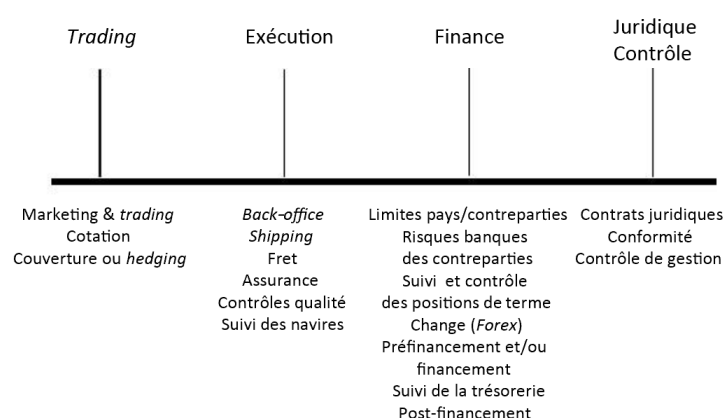 Trading
Exécution
Finance
Juridique
Contrôle
Marketing & trading
Cotation
Couverture ou hedging
Back-office
Shipping
Fret
Assurance
Contrôles qualité
Suivi des navires
Limites pays/contreparties
Risques banques
des contreparties
Suivi et contrôle
des positions de terme
Change (Forex)
Préfinancement et/ou
financement
Suivi de la trésorerie
Post-financement
Contrats juridiques
Conformité
Contrôle de gestion